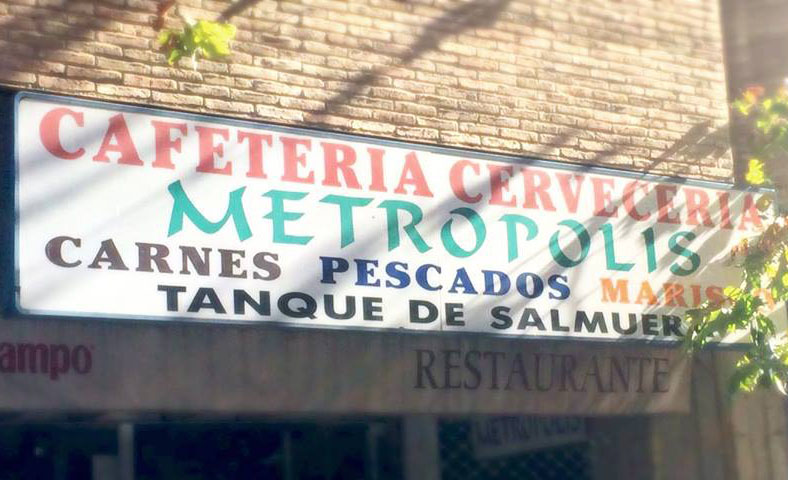 CAFETERIA CERVECERIA
METROPOLIS
CARNES PESCADOS MARIS
TANQUE DE SALMUER
ampo
RESTAURANTE
METROPOLIS